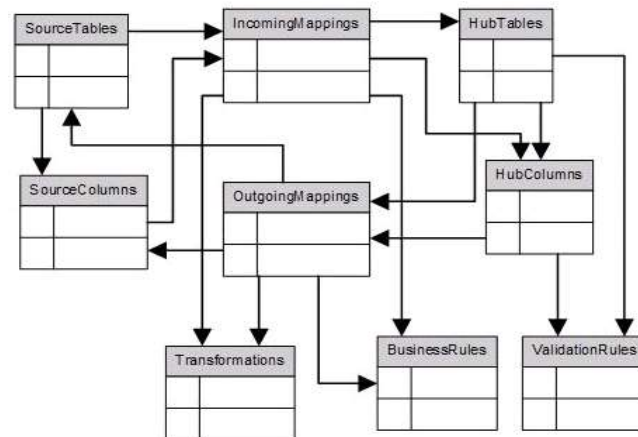 SourceTables
IncomingMappings
HubTables
SourceColumns
OutgoingMappings
HubColumns
Transformations
BusinessRules
ValidationRules